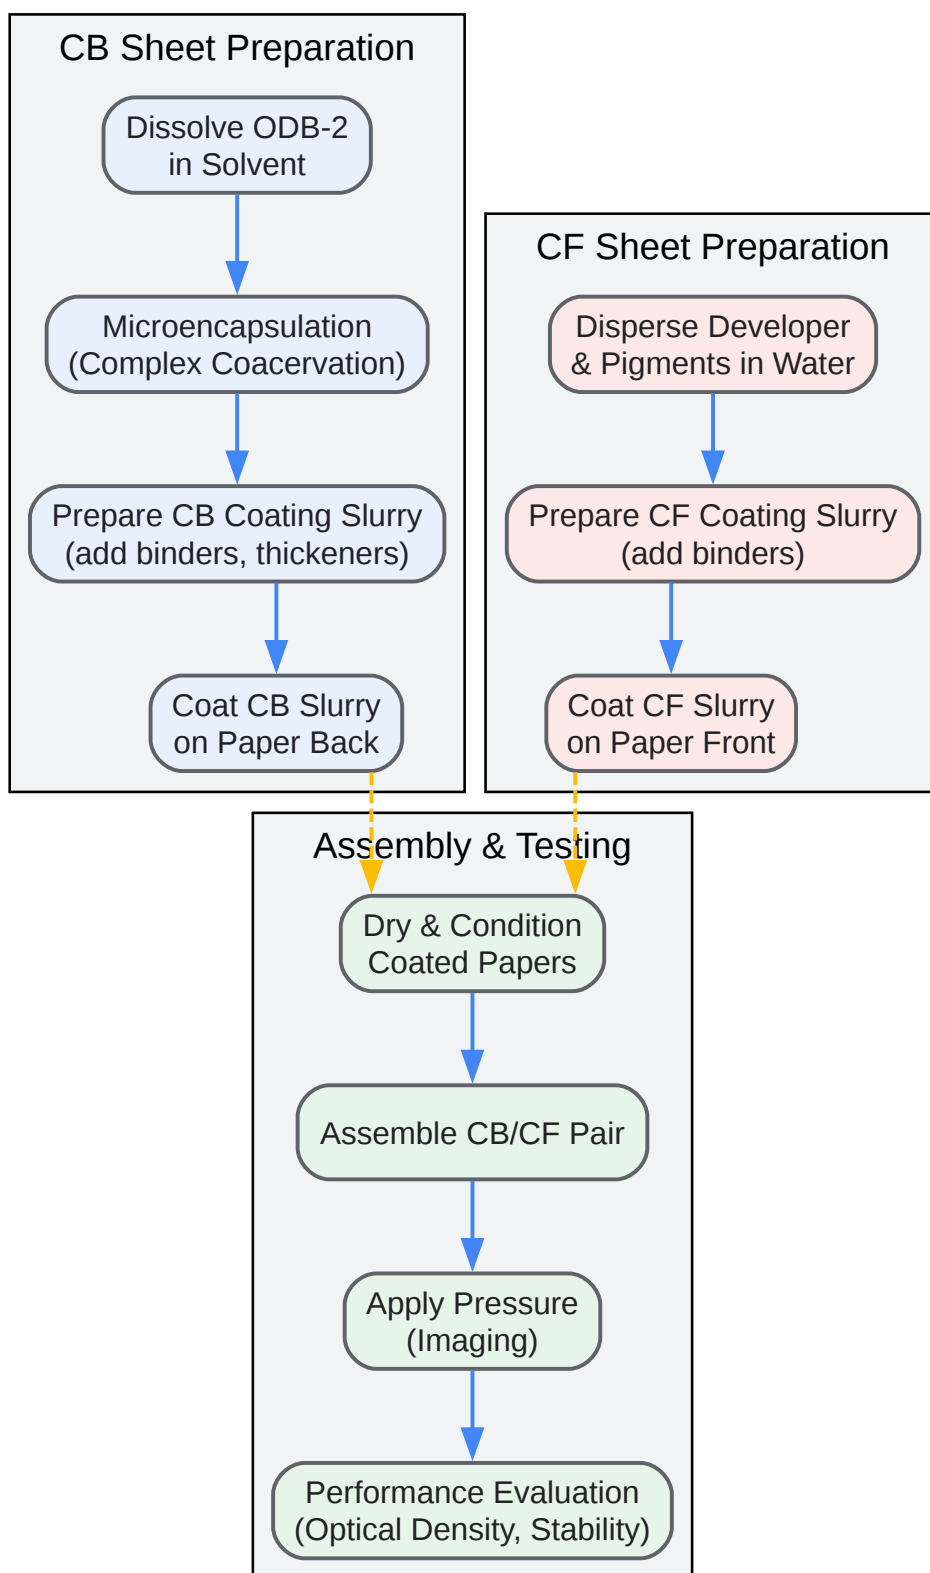 CB Sheet Preparation
Dissolve ODB-2
in Solvent
Microencapsulation
(Complex Coacervation)
Prepare CB Coating Slurry
(add binders, thickeners)
Coat CB Slurry
on Paper Back
CF Sheet Preparation
Disperse Developer
& Pigments in Water
Prepare CF Coating Slurry
(add binders)
Coat CF Slurry
on Paper Front
Assembly & Testing
Dry & Condition
Coated Papers
Assemble CB/CF Pair
Apply Pressure
(Imaging)
Performance Evaluation
(Optical Density, Stability)